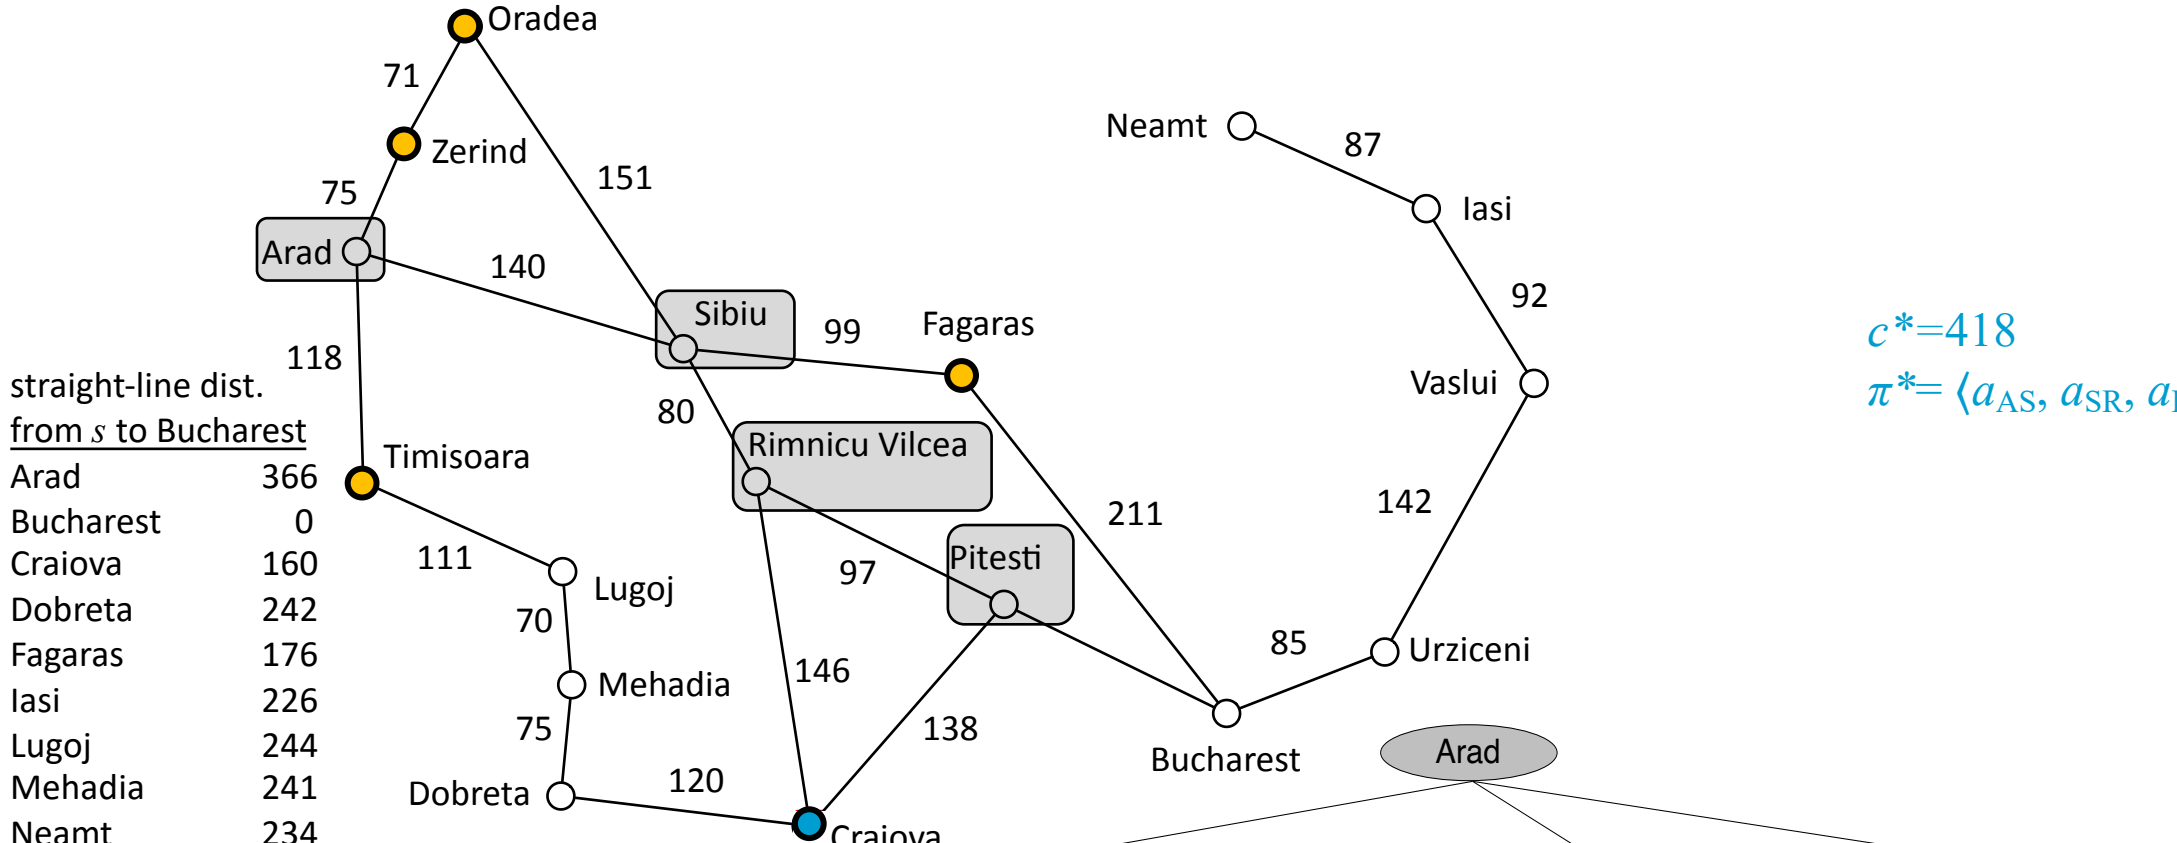 Oradea
71
Zerind
75
151
Arad
140
Sibiu
99
Fagaras
118
80
Timisoara
Rimnicu Vilcea
111
Lugoj
97
Pitesti
211
70
Mehadia
146
138
75
Dobreta
120
Craiova
Bucharest
85
Urziceni
142
Vaslui
92
Iasi
87
Neamt
straight-line dist.
from s to Bucharest
Arad 366
Bucharest 0
Craiova 160
Dobreta 242
Fagaras 176
Iasi 226
Lugoj 244
Mehadia 241
Neamt 234
c*=418
π*= ⟨a_AS, a_SR, a
Arad